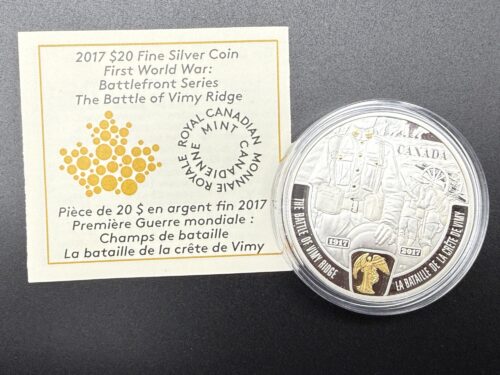 2017 $20 Fine Silver Coin
First World War:
Battlefront Series
The Battle of Vimy Ridge
ROYAL CANADIAN MINT
MONNAIE ROYALE CANADIENNE
Pièce de 20 $ en argent fin 2017
Première Guerre mondiale :
Champs de bataille
La bataille de la crête de Vimy
CANADA
1917
2017
THE BATTLE OF VIMY RIDGE
LA BATAILLE DE LA CRÊTE DE VIMY